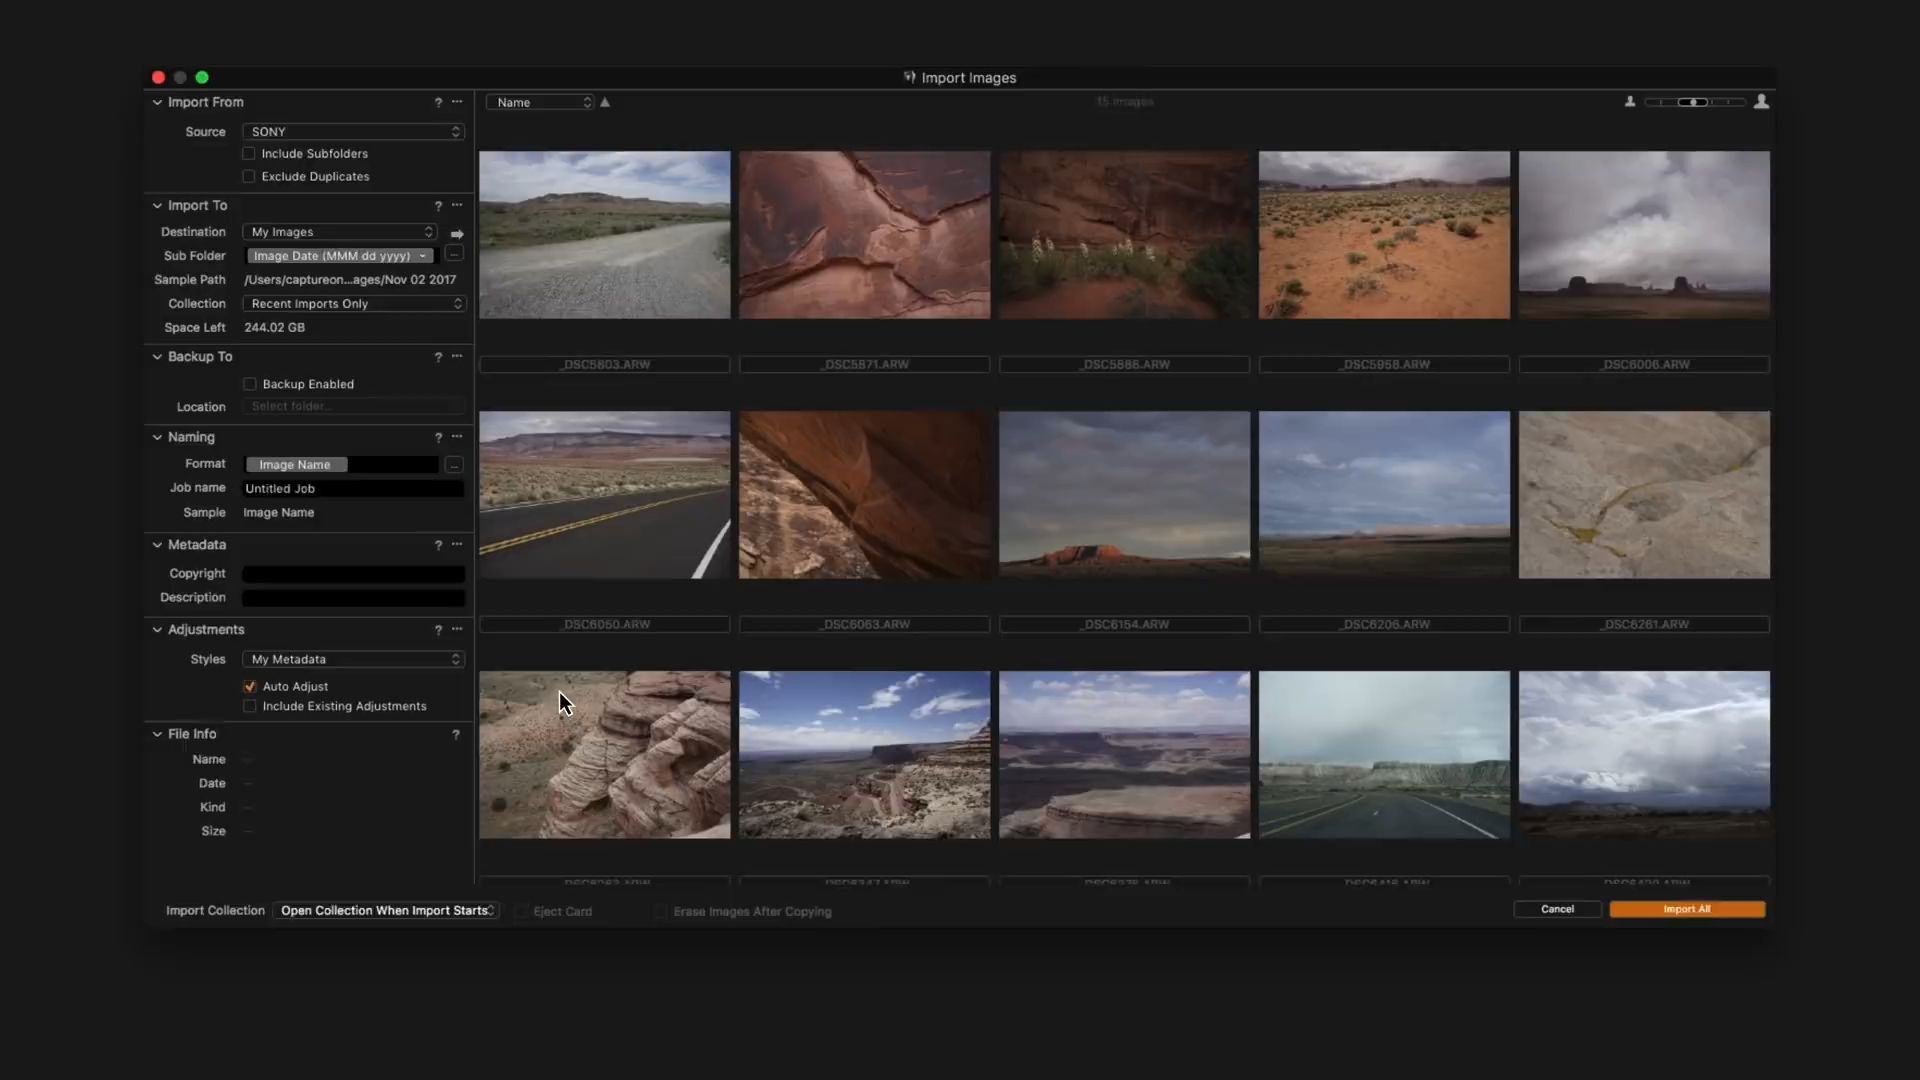 Import Images
Import From ? ...
Source SONY
Include Subfolders
Exclude Duplicates
Import To ? ...
Destination My Images
Sub Folder Image Date (MMM dd yyyy) ...
Sample Path /Users/captureon...ages/Nov 02 2017
Collection Recent Imports Only
Space Left 244.02 GB
Backup To ? ...
Backup Enabled
Location Select folder...
Naming ? ...
Format Image Name ...
Job name Untitled Job
Sample Image Name
Metadata ? ...
Copyright
Description
Adjustments ? ...
Styles My Metadata
Auto Adjust
Include Existing Adjustments
File Info ?
Name --
Date --
Kind --
Size --
Name
15 images
_DSC5803.ARW _DSC5871.ARW _DSC5886.ARW _DSC5958.ARW _DSC6006.ARW
_DSC6050.ARW _DSC6063.ARW _DSC6154.ARW _DSC6206.ARW _DSC6261.ARW
Import Collection Open Collection When Import Starts Eject Card Erase Images After Copying Cancel Import All